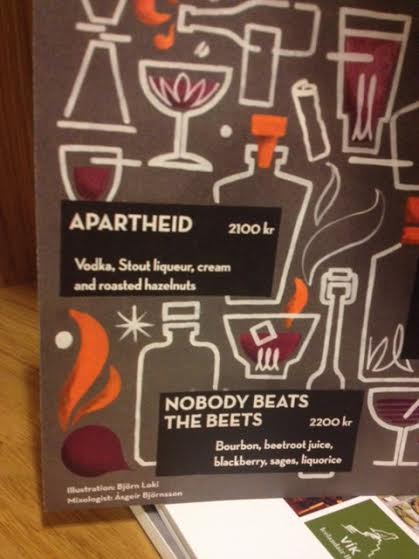 APARTHEID 2100 kr
Vodka, Stout liqueur, cream
and roasted hazelnuts
NOBODY BEATS
THE BEETS 2200 kr
Bourbon, beetroot juice,
blackberry, sages, liquorice
Illustration: Björn Loki
Mixologist: Ásgeir Björnsson
VÍK